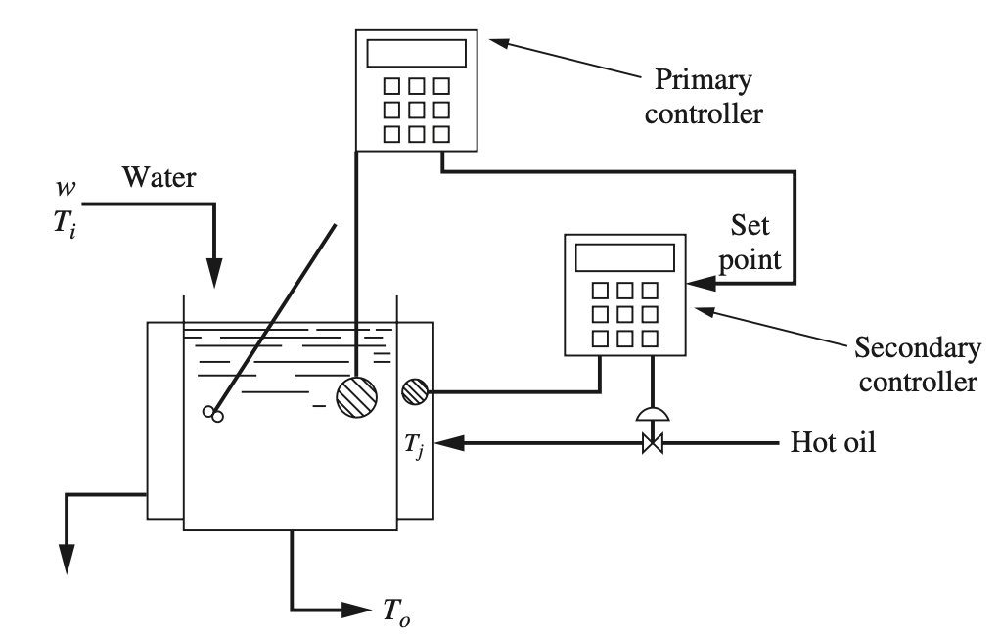 Primary
controller
Water
w
T_i
Set
point
Secondary
controller
T_j
Hot oil
T_o